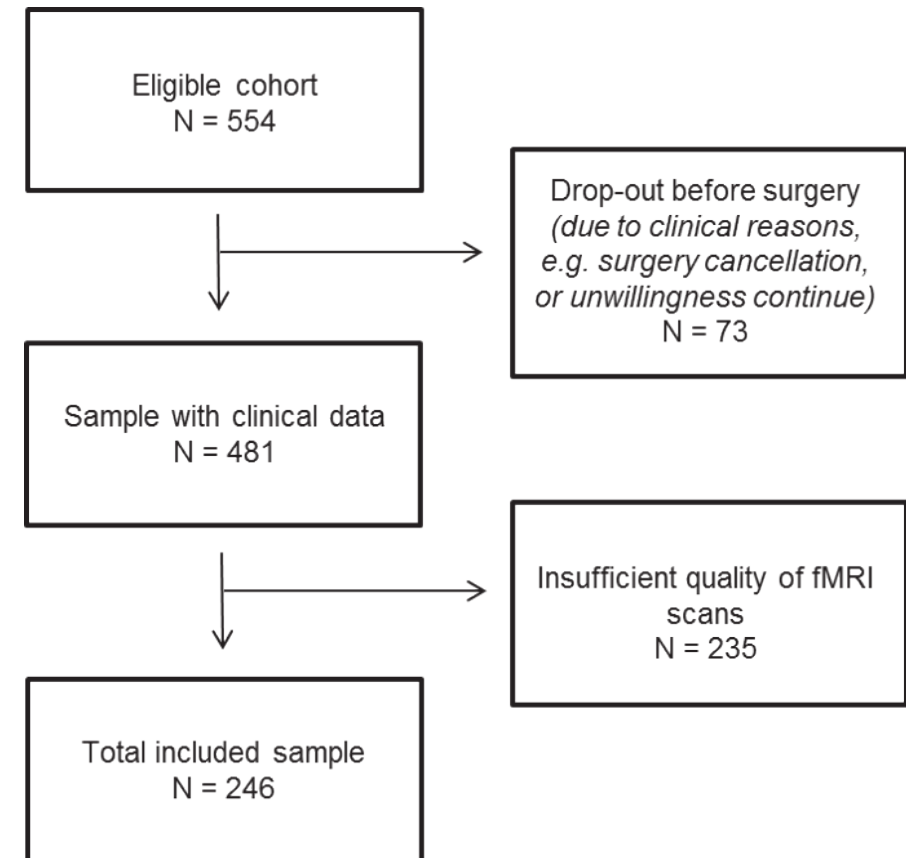 Eligible cohort
N = 554
Drop-out before surgery
(due to clinical reasons,
e.g. surgery cancellation,
or unwillingness continue)
N = 73
Sample with clinical data
N = 481
Insufficient quality of fMRI
scans
N = 235
Total included sample
N = 246